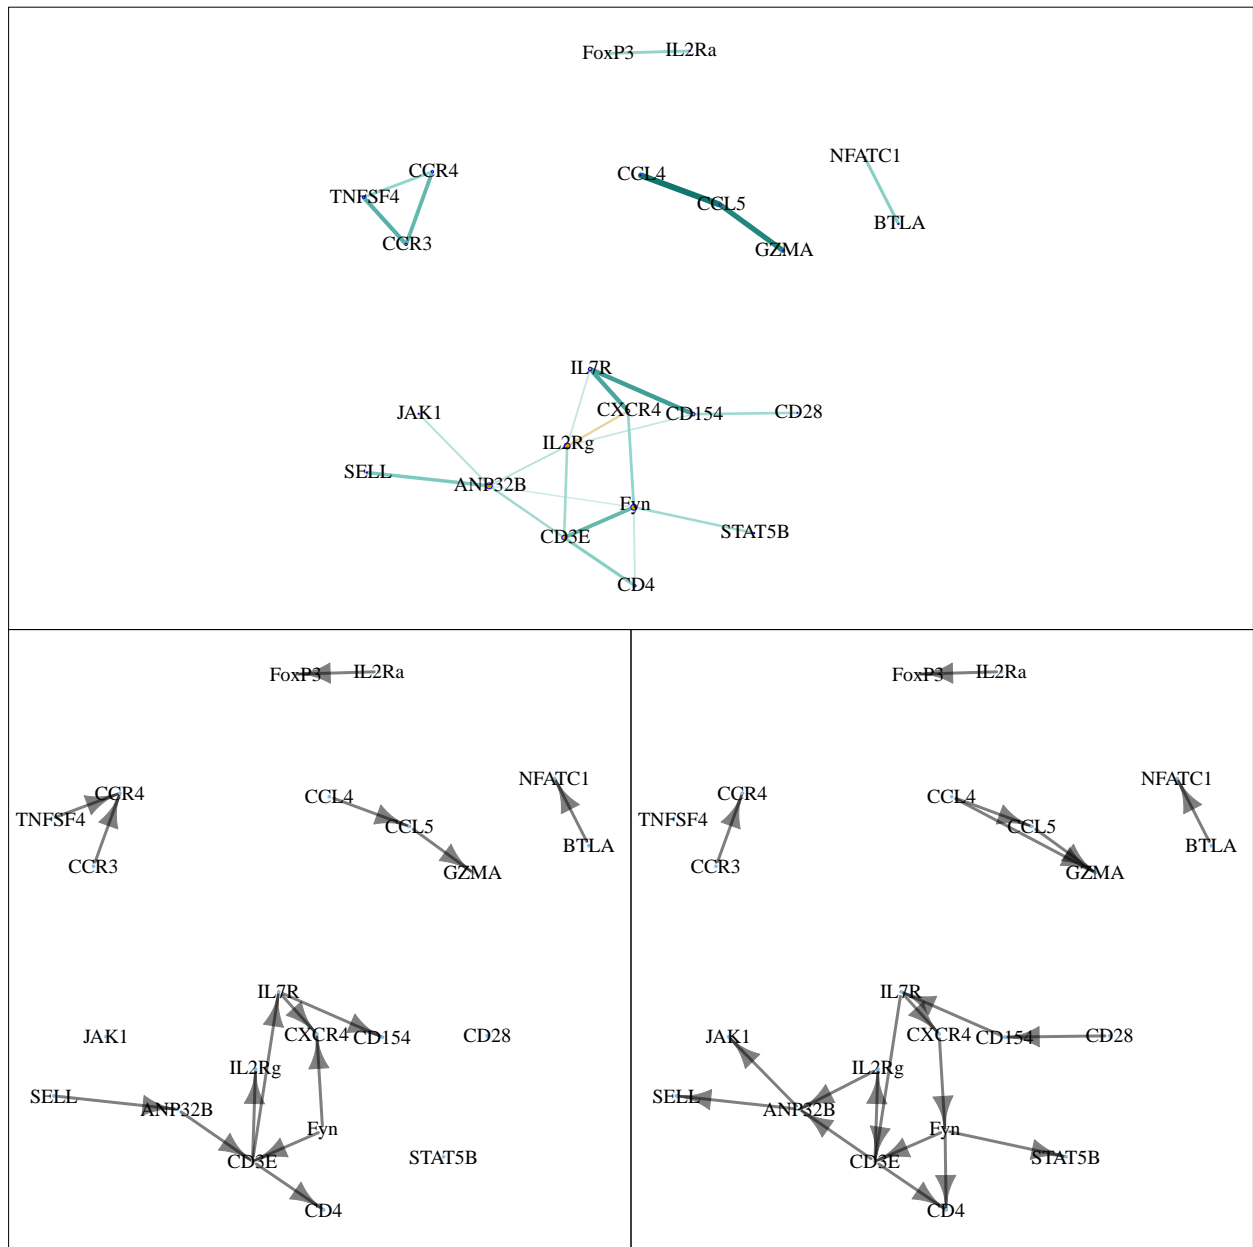 FoxP3 IL2Ra
NFATC1
CCR4 CCL4
TNFSF4 CCL5
BTLA
CCR3 GZMA
IL7R
JAK1 CXCR4 CD154 CD28
IL2Rg
SELL ANP32B
Fyn
CD3E STAT5B
CD4
FoxP3 IL2Ra
NFATC1
CCR4 CCL4
TNFSF4 CCL5
BTLA
CCR3 GZMA
IL7R
JAK1 CXCR4 CD154 CD28
IL2Rg
SELL ANP32B
Fyn
CD3E STAT5B
CD4
FoxP3 IL2Ra
NFATC1
CCR4 CCL4
TNFSF4 CCL5
BTLA
CCR3 GZMA
IL7R
JAK1 CXCR4 CD154 CD28
IL2Rg
SELL ANP32B
Fyn
CD3E STAT5B
CD4